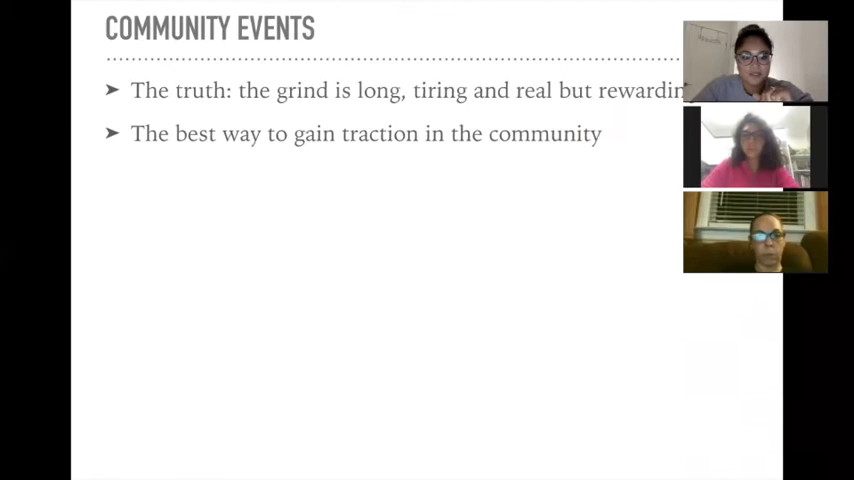 COMMUNITY EVENTS
➤ The truth: the grind is long, tiring and real but rewardin
➤ The best way to gain traction in the community